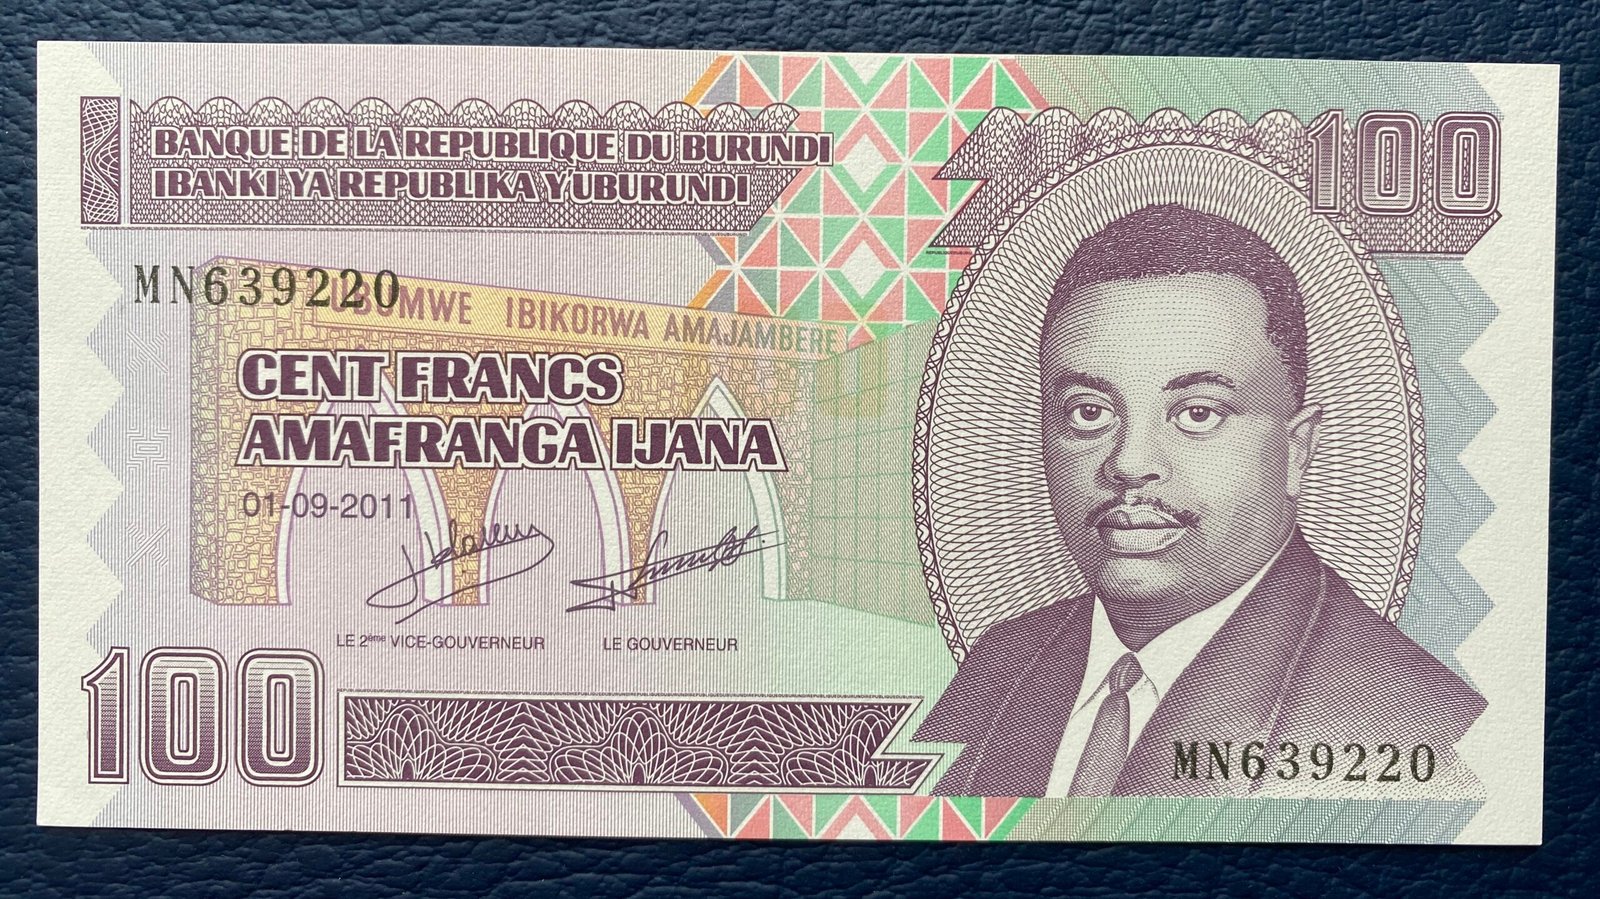 BANQUE DE LA REPUBLIQUE DU BURUNDI
IBANKI YA REPUBLIKA Y'UBURUNDI
100
MN639220
UBUMWE IBIKORWA AMAJAMBERE
CENT FRANCS
AMAFRANGA IJANA
01-09-2011
LE 2ème VICE-GOUVERNEUR LE GOUVERNEUR
100
MN639220